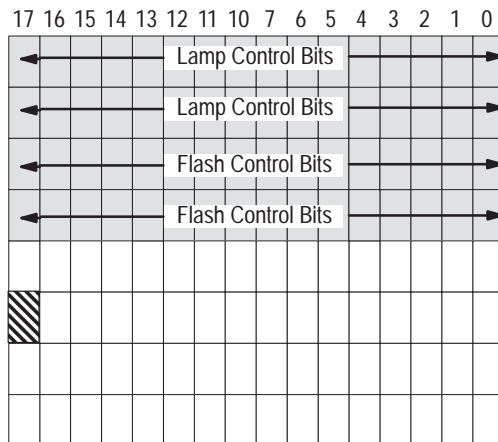 17 16 15 14 13 12 11 10 7 6 5 4 3 2 1 0
Lamp Control Bits
Lamp Control Bits
Flash Control Bits
Flash Control Bits